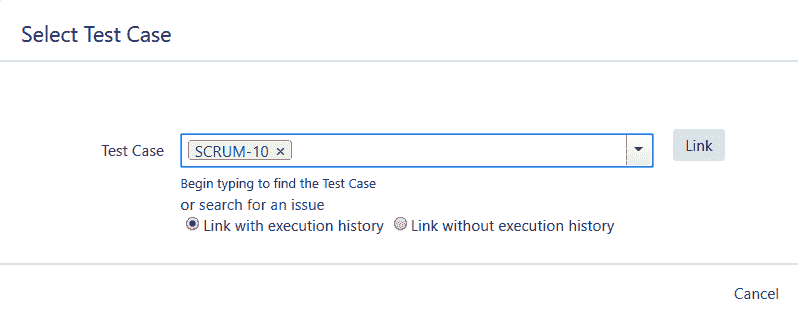 Select Test Case
Test Case SCRUM-10 × Link
Begin typing to find the Test Case
or search for an issue
Link with execution history Link without execution history
Cancel